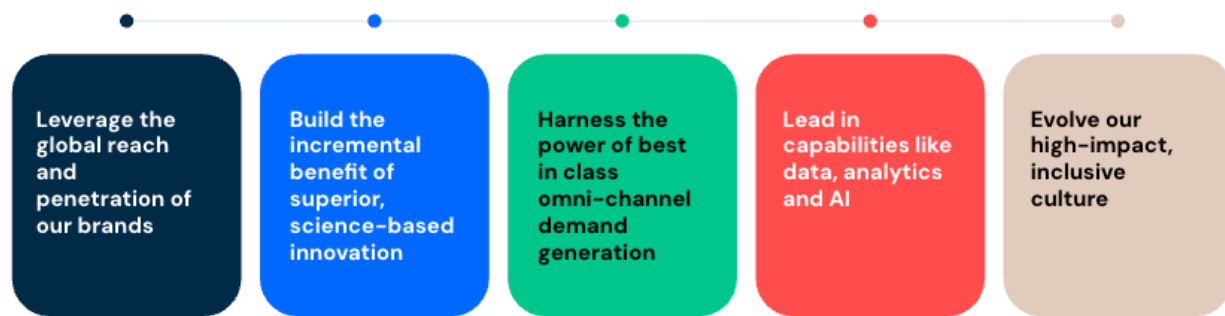 Leverage the
global reach
and
penetration of
our brands
Build the
incremental
benefit of
superior,
science-based
innovation
Harness the
power of best
in class
omni-channel
demand
generation
Lead in
capabilities like
data, analytics
and AI
Evolve our
high-impact,
inclusive
culture